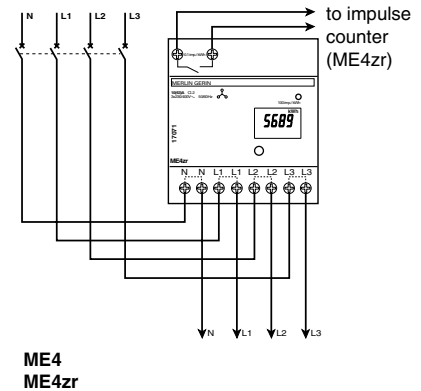 N L1 L2 L3
to impulse
counter
(ME4zr)
MERLIN GERIN
kWh
5689
17071
ME4zr
N N L1 L1 L2 L2 L3 L3
N L1 L2 L3
ME4
ME4zr